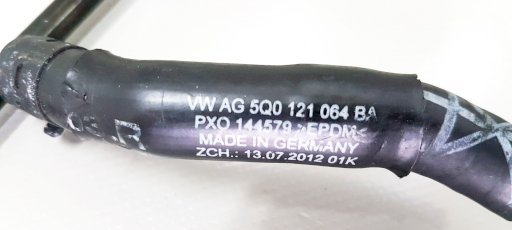 VW AG 5Q0 121 064 BA
PXO 144579 >EPDM<
MADE IN GERMANY
ZCH.: 13.07.2012 01K